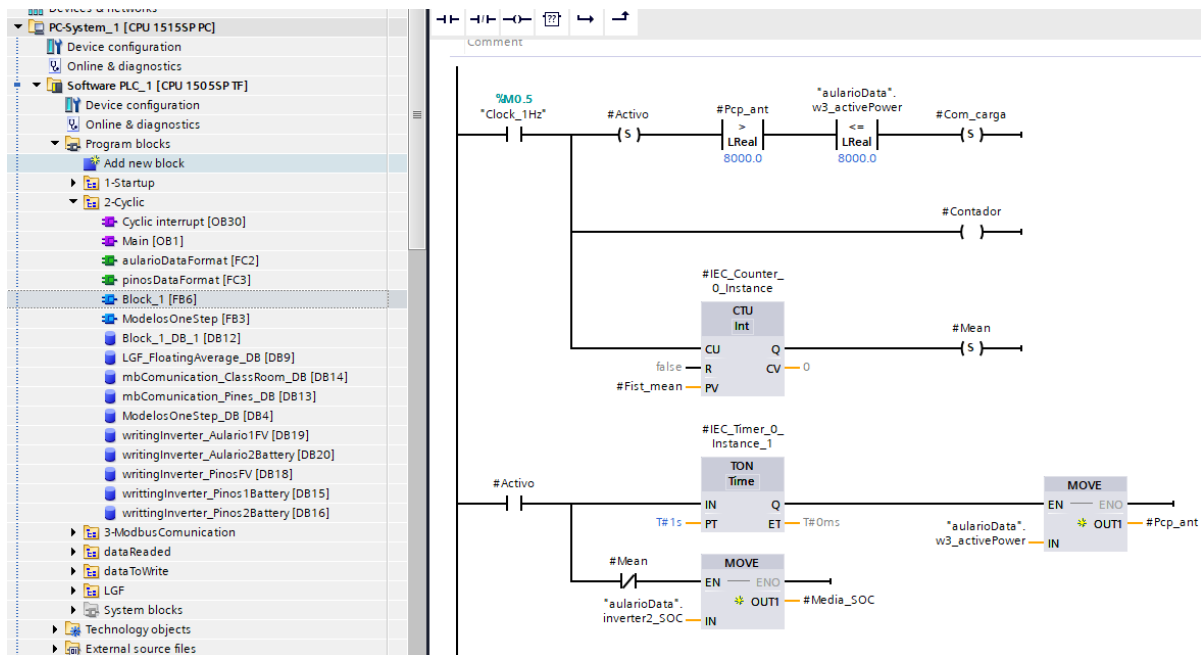 Devices & networks
PC-System_1 [CPU 1515SP PC]
Device configuration
Online & diagnostics
Software PLC_1 [CPU 1505SP TF]
Device configuration
Online & diagnostics
Program blocks
Add new block
1-Startup
2-Cyclic
Cyclic interrupt [OB30]
Main [OB1]
aularioDataFormat [FC2]
pinosDataFormat [FC3]
Block_1 [FB6]
ModelosOneStep [FB3]
Block_1_DB_1 [DB12]
LGF_FloatingAverage_DB [DB9]
mbComunication_ClassRoom_DB [DB14]
mbComunication_Pines_DB [DB13]
ModelosOneStep_DB [DB4]
writingInverter_Aulario1FV [DB19]
writingInverter_Aulario2Battery [DB20]
writingInverter_PinosFV [DB18]
writtingInverter_Pinos1Battery [DB15]
writtingInverter_Pinos2Battery [DB16]
3-ModbusComunication
dataReaded
dataToWrite
LGF
System blocks
Technology objects
External source files
??
Comment
%M0.5
"Clock_1Hz"
#Activo
S
#Pcp_ant
>
LReal
8000.0
"aularioData".
w3_activePower
<=
LReal
8000.0
#Com_carga
S
#Contador
#IEC_Counter_
0_Instance
CTU
Int
CU Q
false R CV 0
#Fist_mean PV
#Mean
S
#IEC_Timer_0_
Instance_1
TON
Time
#Activo
IN Q
T#1s PT ET T#0ms
MOVE
EN ENO
OUT1 #Pcp_ant
"aularioData".
w3_activePower IN
#Mean
MOVE
EN ENO
OUT1 #Media_SOC
"aularioData".
inverter2_SOC IN